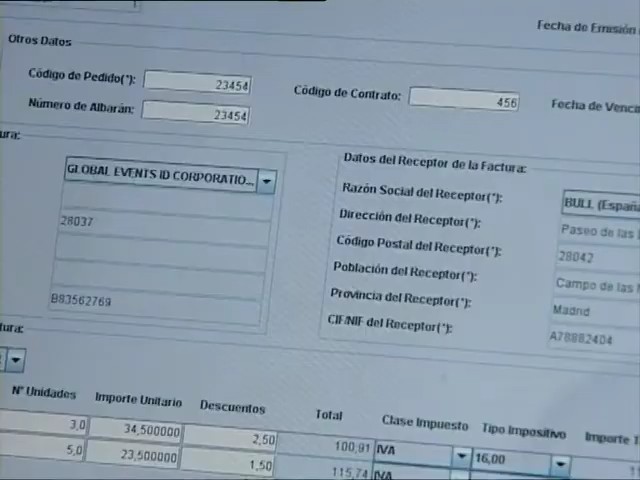 Fecha de Emisión
Otros Datos
Código de Pedido(*): 23454 Código de Contrato: 456 Fecha de Venc
Número de Albarán: 23454
ura:
GLOBAL EVENTS ID CORPORATIO...
28037
B83562769
Datos del Receptor de la Factura:
Razón Social del Receptor(*): BULL (España
Dirección del Receptor(*): Paseo de las
Código Postal del Receptor(*): 28042
Población del Receptor(*): Campo de las
Provincia del Receptor(*): Madrid
CIF/NIF del Receptor(*): A78882404
tura:
Nº Unidades Importe Unitario Descuentos Total Clase Impuesto Tipo Impositivo Importe T
3,0 34,500000 2,50 100,91 IVA 16,00
5,0 23,500000 1,50 115,74 IVA